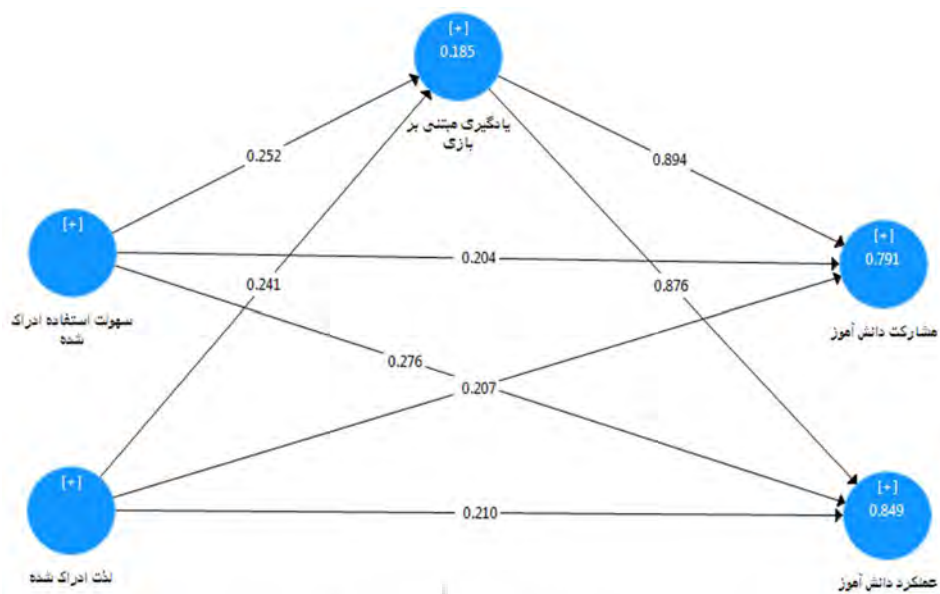 [+]
0.185
یادگیری مبتنی بر
بازی
0.252
0.894
[+]
سهولت استفاده ادراک
شده
0.204
[+]
0.791
مشارکت دانش آموز
0.241
0.876
0.276
0.207
[+]
لذت ادراک شده
0.210
[+]
0.849
عملکرد دانش آموز